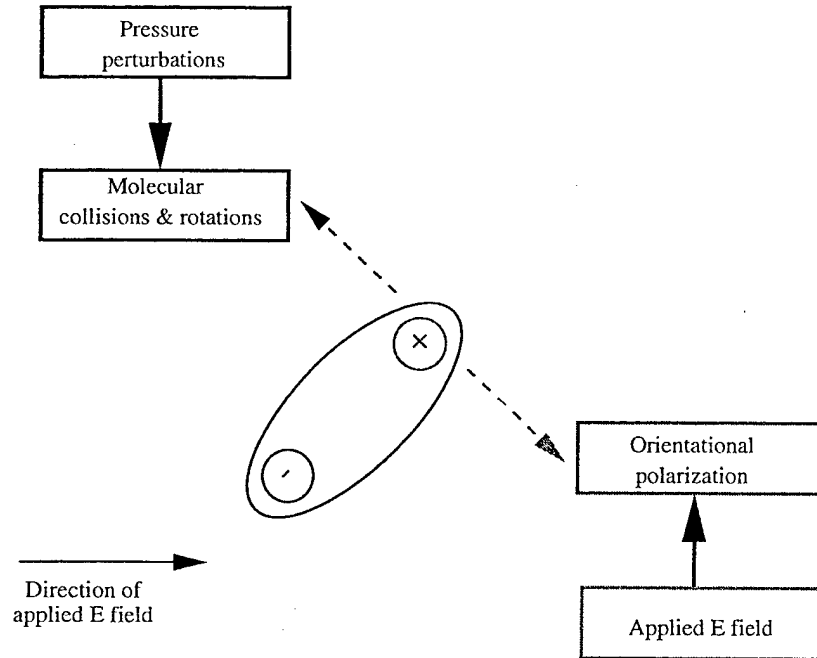 Pressure
perturbations
Molecular
collisions & rotations
Orientational
polarization
Direction of
applied E field
Applied E field